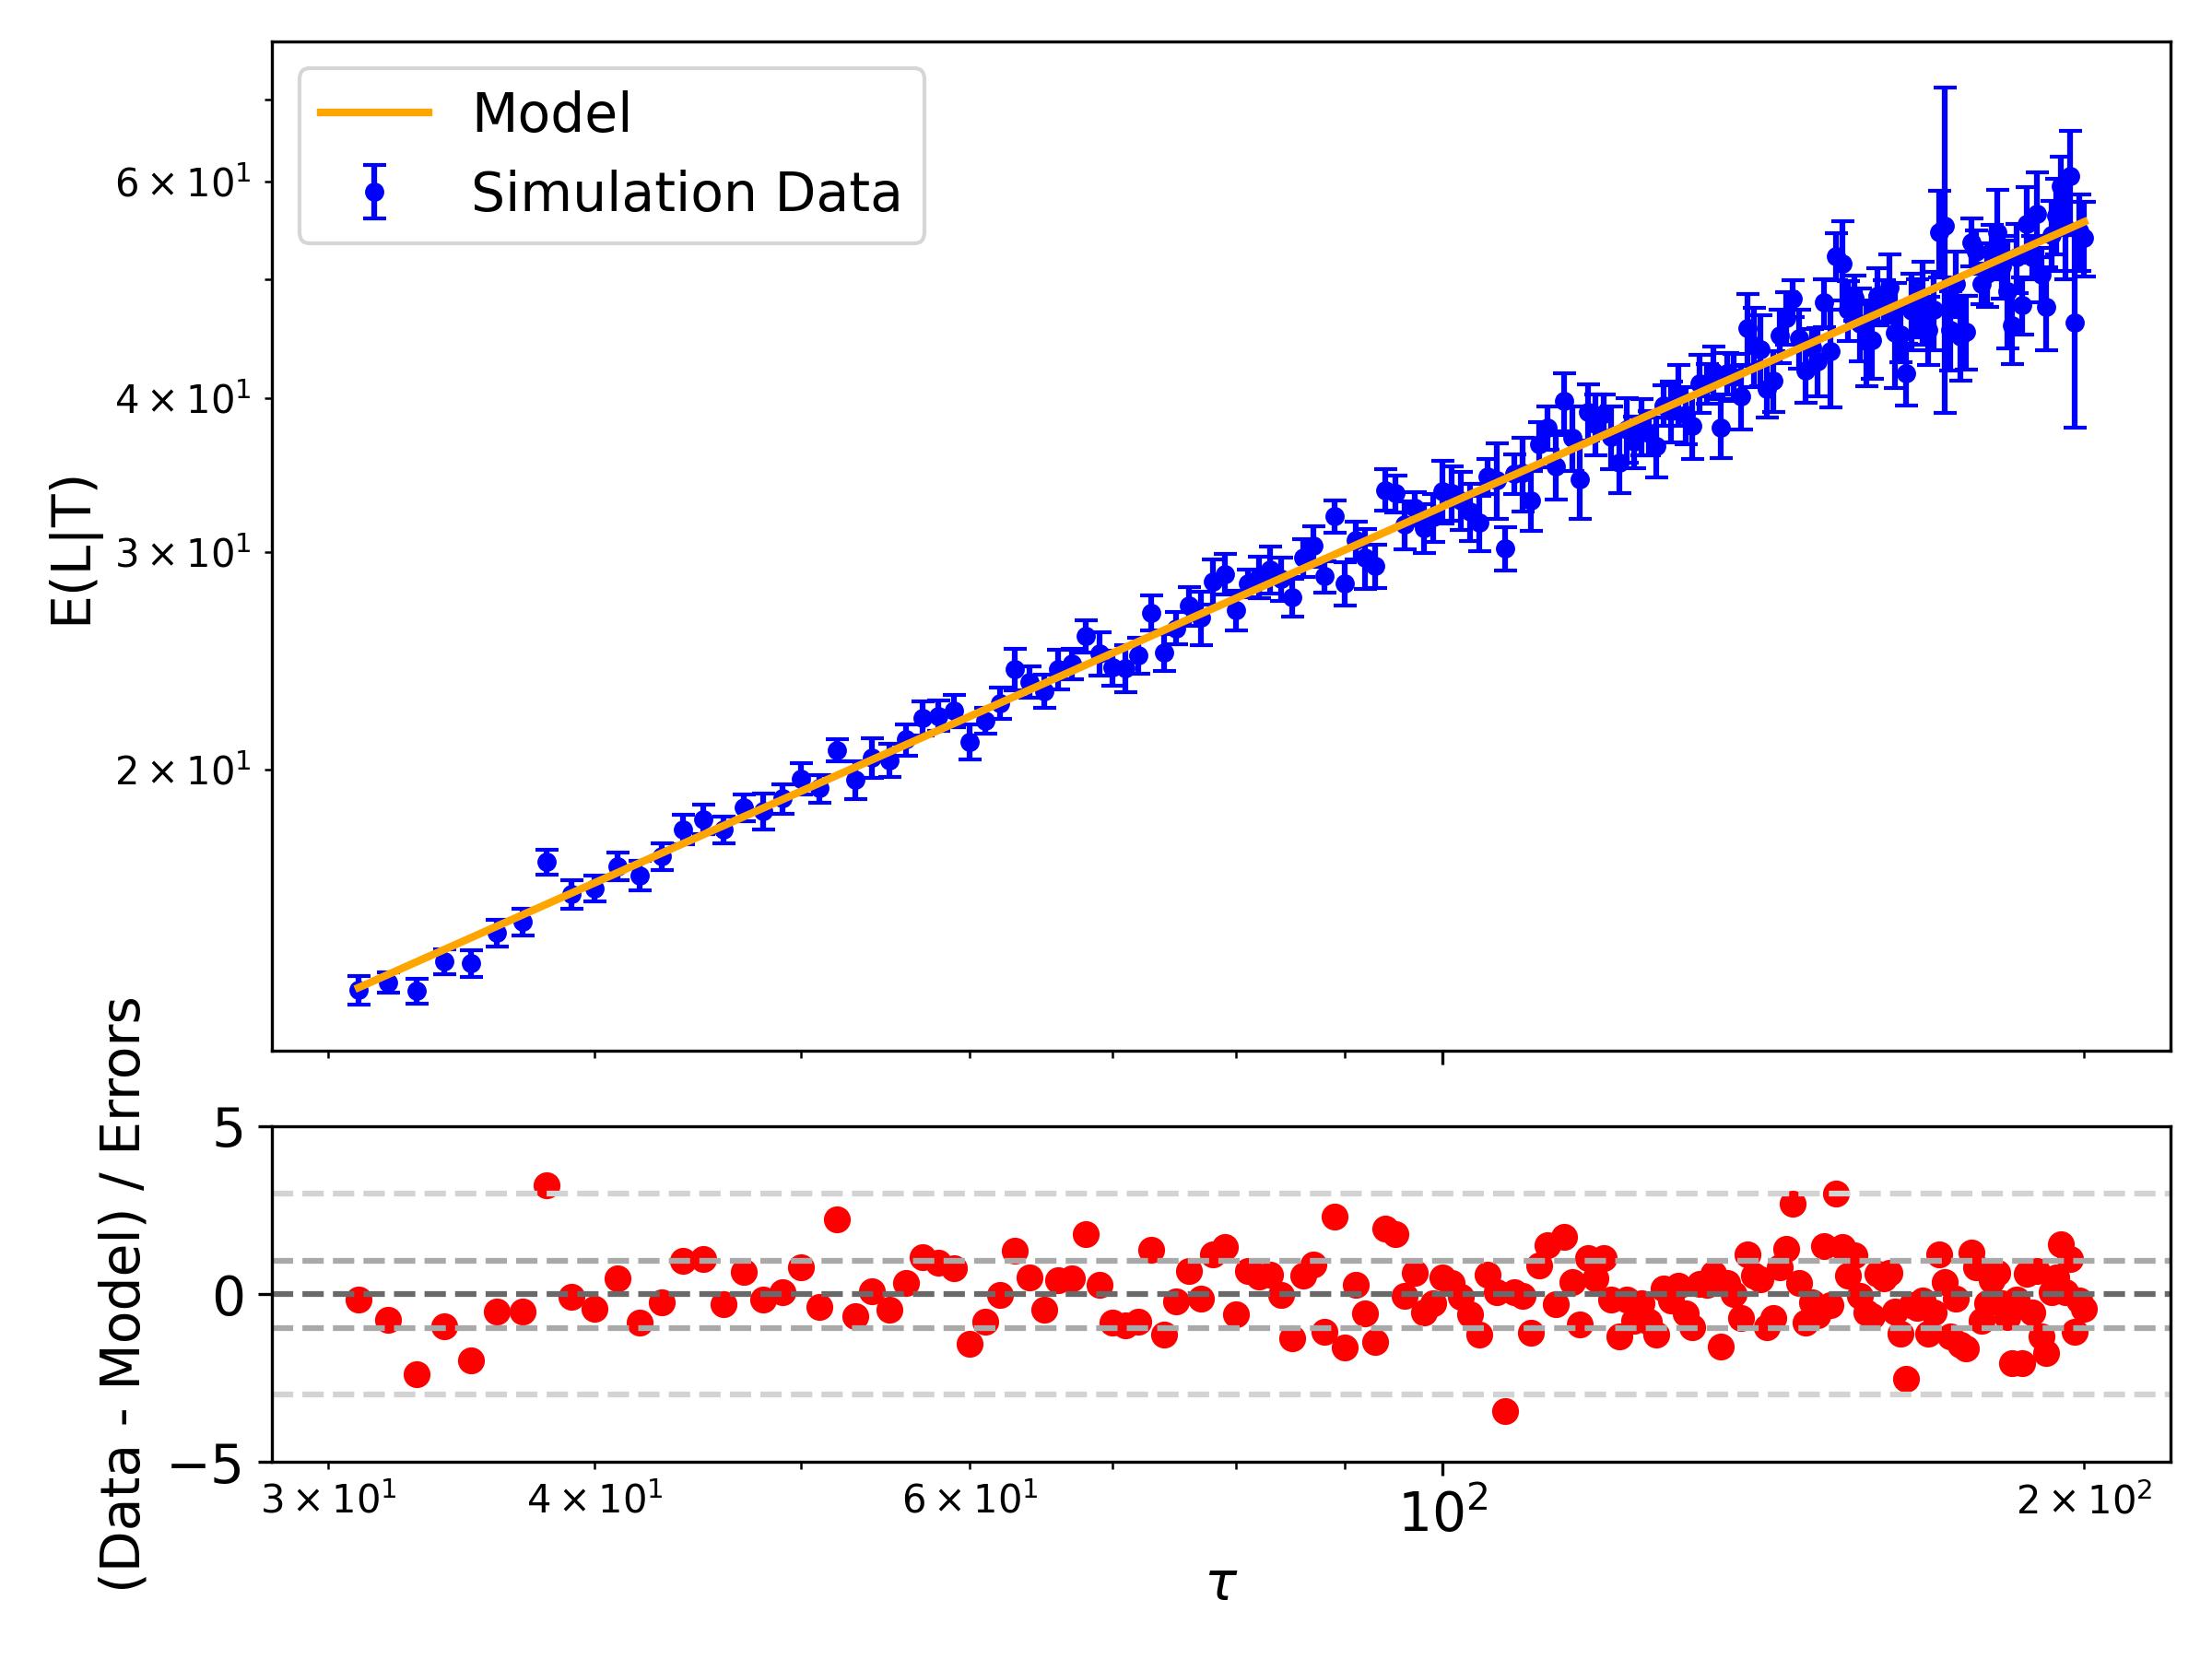 Model
Simulation Data
6 × 10¹
4 × 10¹
3 × 10¹
2 × 10¹
E(L|T)
5
0
−5
(Data - Model) / Errors
3 × 10¹
4 × 10¹
6 × 10¹
10²
2 × 10²
τ